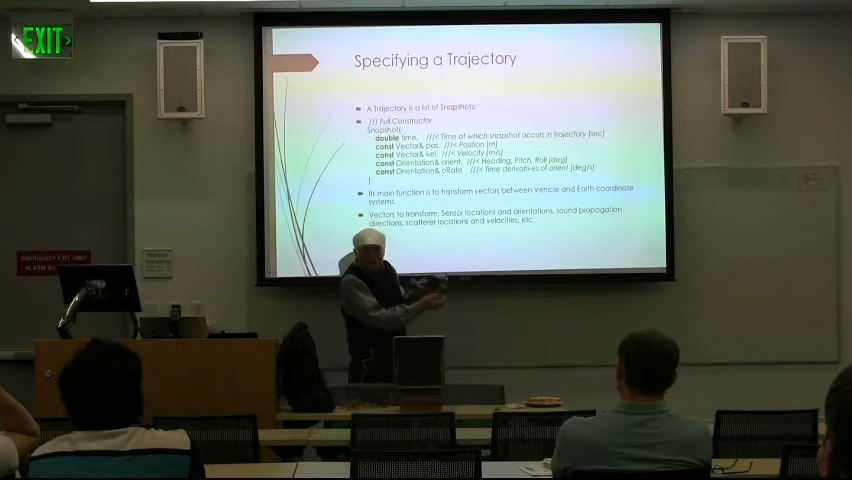 EXIT
Specifying a Trajectory
A Trajectory is a list of Snapshots:
/// Full Constructor
Snapshot(
double time, ///< Time at which snapshot occurs in trajectory [sec]
const Vector& pos, ///< Position [m]
const Vector& vel, ///< Velocity [m/s]
const Orientation& orient, ///< Heading, Pitch, Roll [deg]
const Orientation& oRate ///< Time derivatives of orient [deg/s]
);
Its main function is to transform vectors between Vehicle and Earth coordinate
systems.
Vectors to transform: Sensor locations and orientations, sound propagation
directions, scatterer locations and velocities, etc.
EMERGENCY EXIT ONLY
ALARM WILL